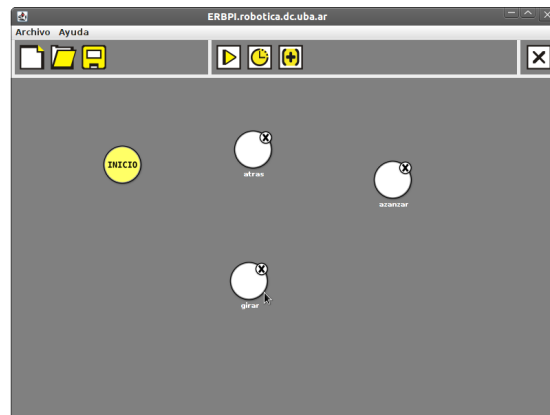 ERBPI.robotica.dc.uba.ar
Archivo Ayuda
INICIO
atras
azanzar
girar